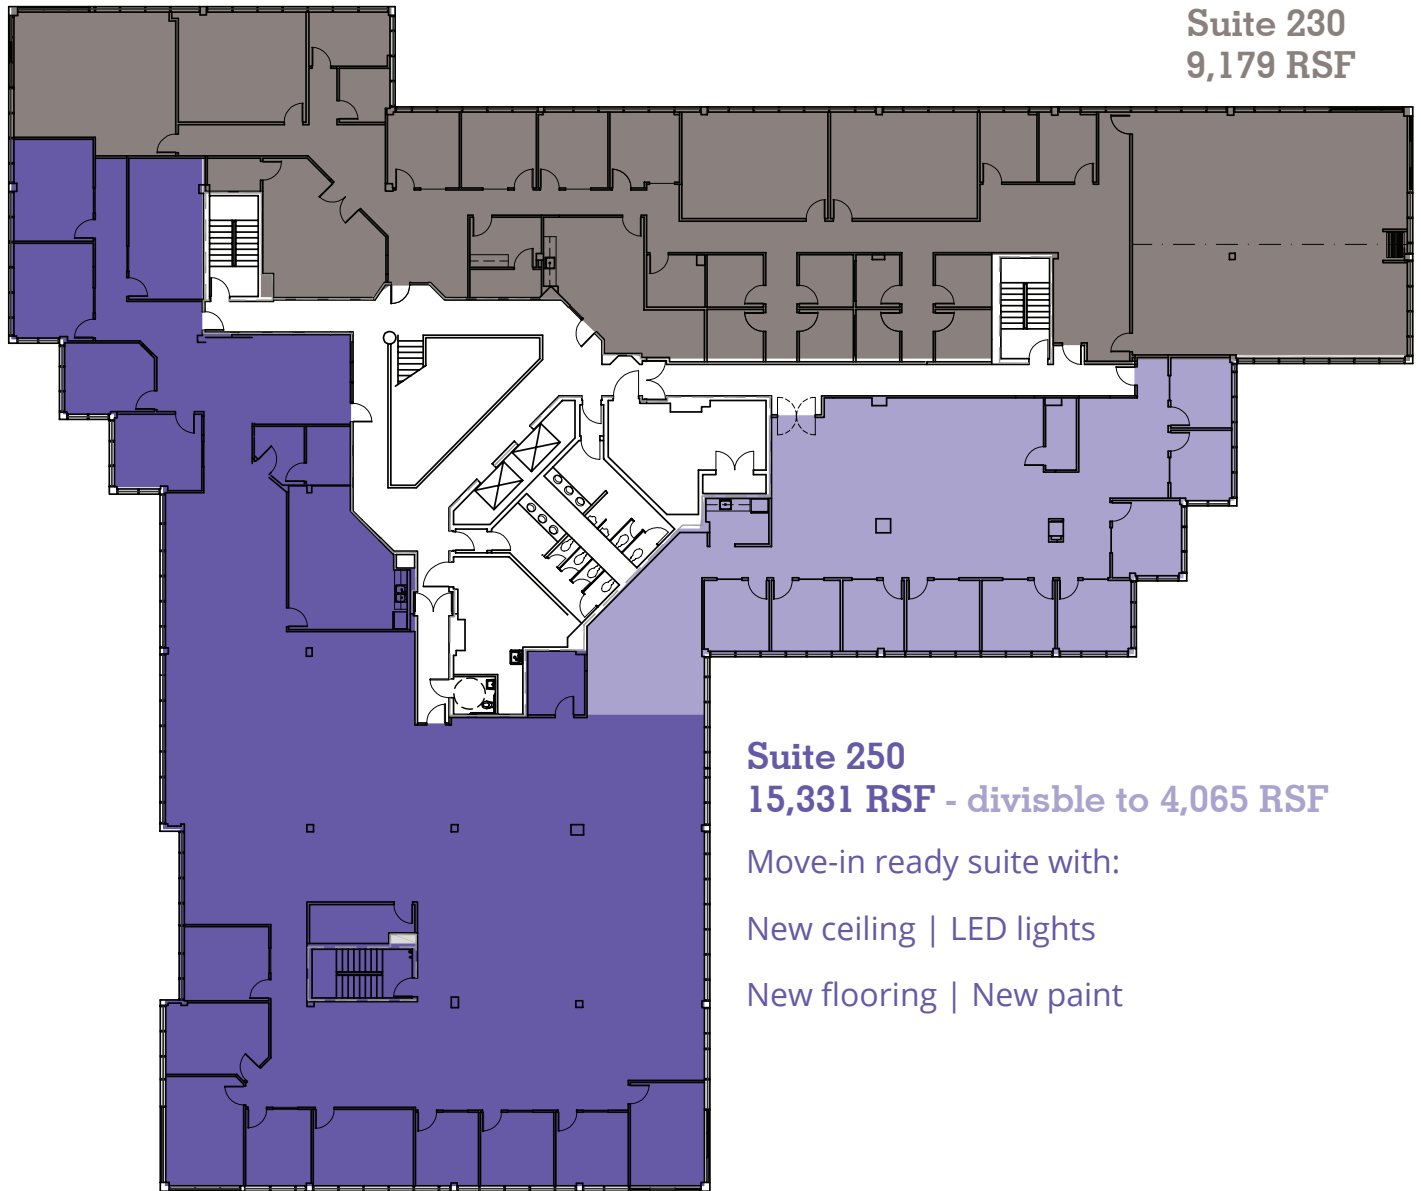 Suite 230
9,179 RSF
Suite 250
15,331 RSF - divisble to 4,065 RSF
Move-in ready suite with:
New ceiling | LED lights
New flooring | New paint